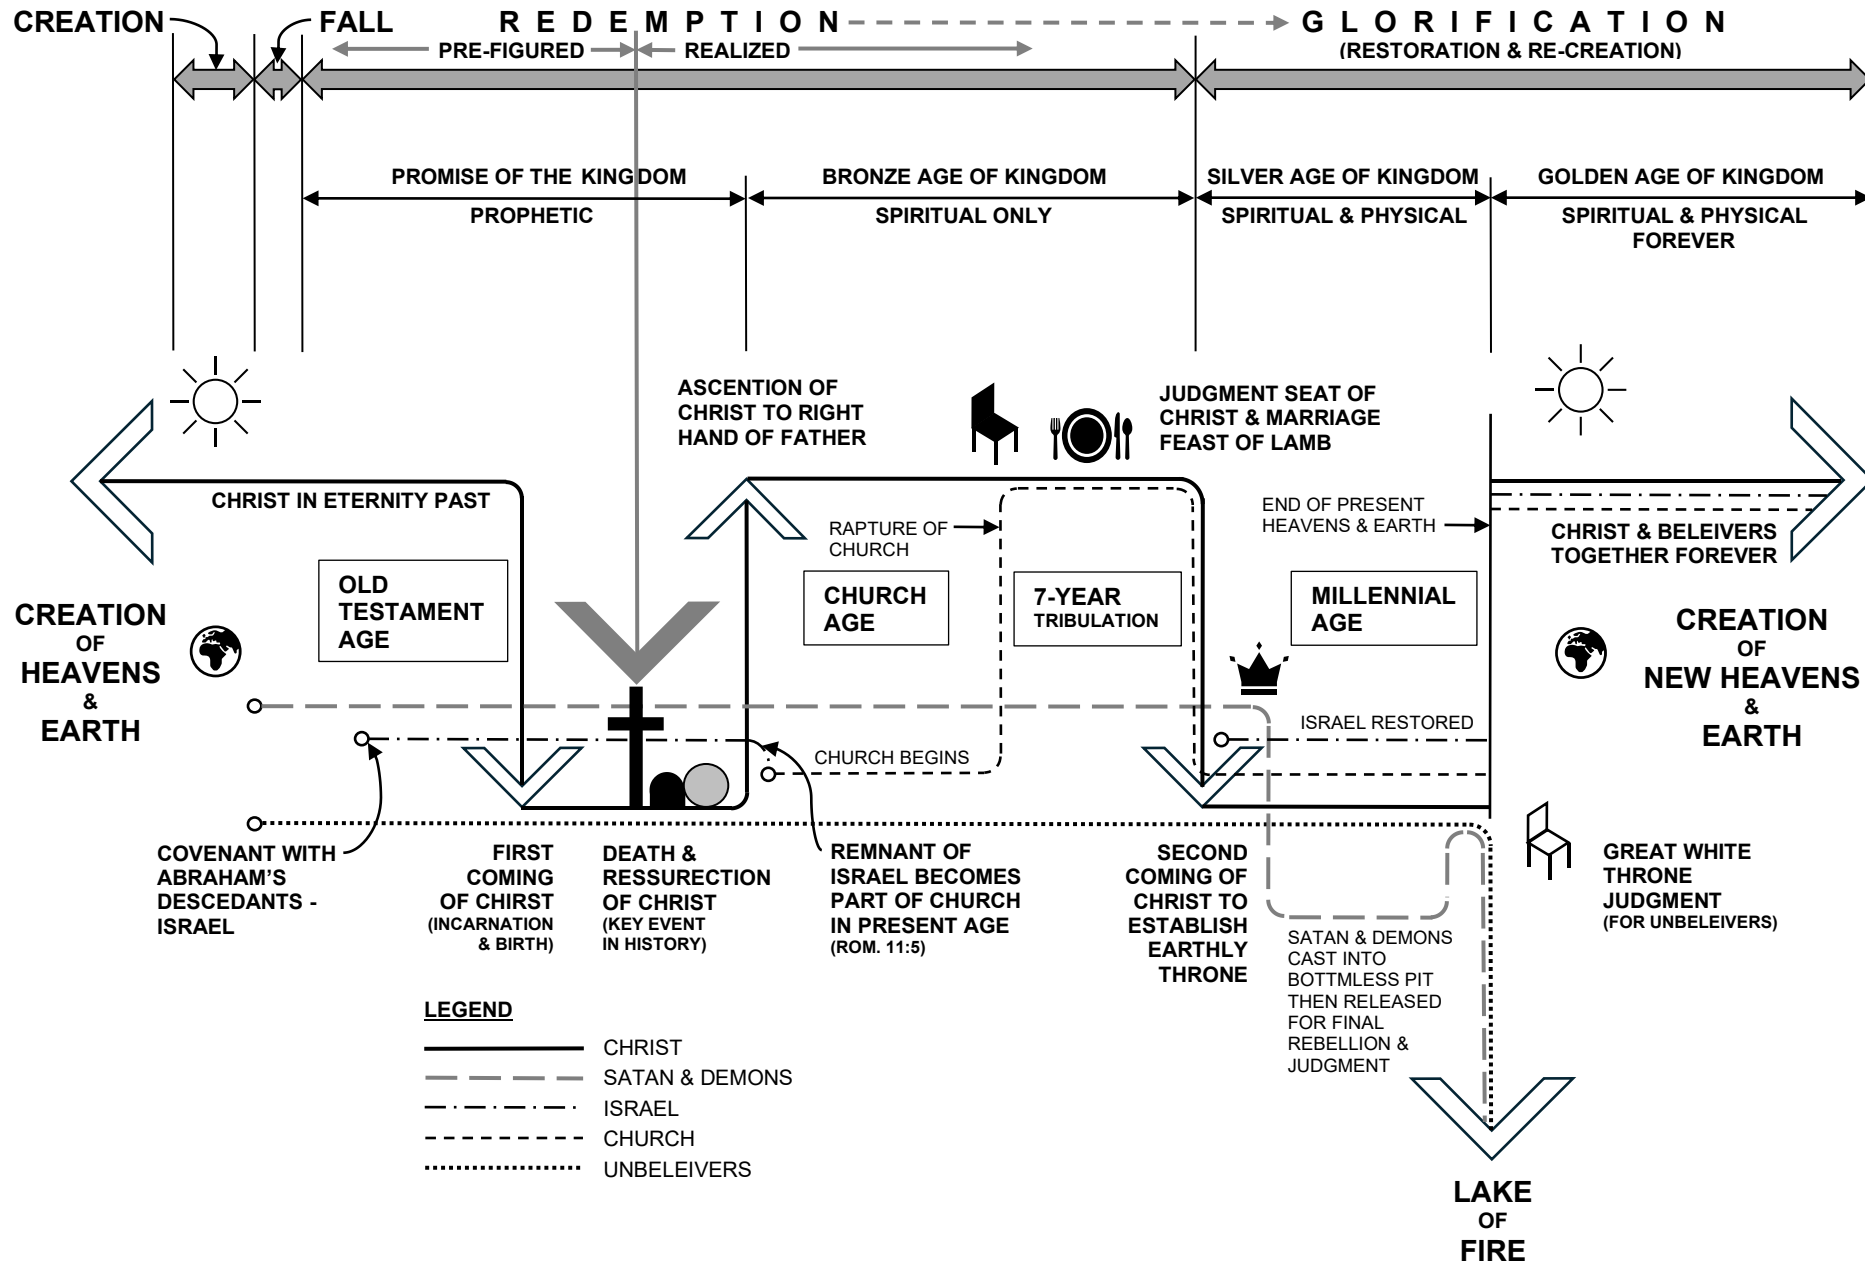 CREATION
FALL
R E D E M P T I O N
G L O R I F I C A T I O N
PRE-FIGURED
REALIZED
(RESTORATION & RE-CREATION)
PROMISE OF THE KINGDOM
PROPHETIC
BRONZE AGE OF KINGDOM
SPIRITUAL ONLY
SILVER AGE OF KINGDOM
SPIRITUAL & PHYSICAL
GOLDEN AGE OF KINGDOM
SPIRITUAL & PHYSICAL
FOREVER
ASCENTION OF
CHRIST TO RIGHT
HAND OF FATHER
JUDGMENT SEAT OF
CHRIST & MARRIAGE
FEAST OF LAMB
CHRIST IN ETERNITY PAST
RAPTURE OF
CHURCH
END OF PRESENT
HEAVENS & EARTH
CHRIST & BELEIVERS
TOGETHER FOREVER
OLD
TESTAMENT
AGE
CHURCH
AGE
7-YEAR
TRIBULATION
MILLENNIAL
AGE
CREATION
OF
HEAVENS
&
EARTH
CREATION
OF
NEW HEAVENS
&
EARTH
ISRAEL RESTORED
CHURCH BEGINS
COVENANT WITH
ABRAHAM’S
DESCEDANTS -
ISRAEL
FIRST
COMING
OF CHIRST
(INCARNATION
& BIRTH)
DEATH &
RESSURECTION
OF CHRIST
(KEY EVENT
IN HISTORY)
REMNANT OF
ISRAEL BECOMES
PART OF CHURCH
IN PRESENT AGE
(ROM. 11:5)
SECOND
COMING OF
CHRIST TO
ESTABLISH
EARTHLY
THRONE
SATAN & DEMONS
CAST INTO
BOTTMLESS PIT
THEN RELEASED
FOR FINAL
REBELLION &
JUDGMENT
GREAT WHITE
THRONE
JUDGMENT
(FOR UNBELEIVERS)
LEGEND
CHRIST
SATAN & DEMONS
ISRAEL
CHURCH
UNBELEIVERS
LAKE
OF
FIRE